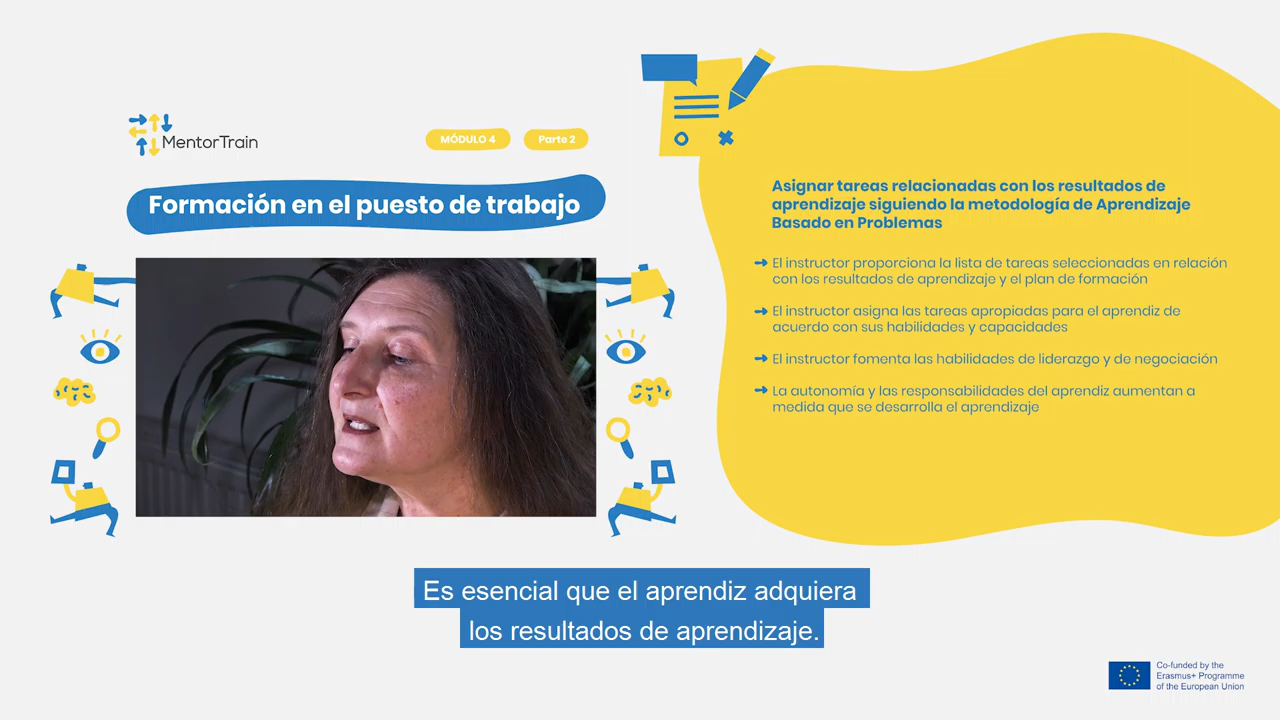 MentorTrain
MÓDULO 4
Parte 2
Formación en el puesto de trabajo
Asignar tareas relacionadas con los resultados de
aprendizaje siguiendo la metodología de Aprendizaje
Basado en Problemas
El instructor proporciona la lista de tareas seleccionadas en relación
con los resultados de aprendizaje y el plan de formación
El instructor asigna las tareas apropiadas para el aprendiz de
acuerdo con sus habilidades y capacidades
El instructor fomenta las habilidades de liderazgo y de negociación
La autonomía y las responsabilidades del aprendiz aumentan a
medida que se desarrolla el aprendizaje
Es esencial que el aprendiz adquiera
los resultados de aprendizaje.
Co-funded by the
Erasmus+ Programme
of the European Union